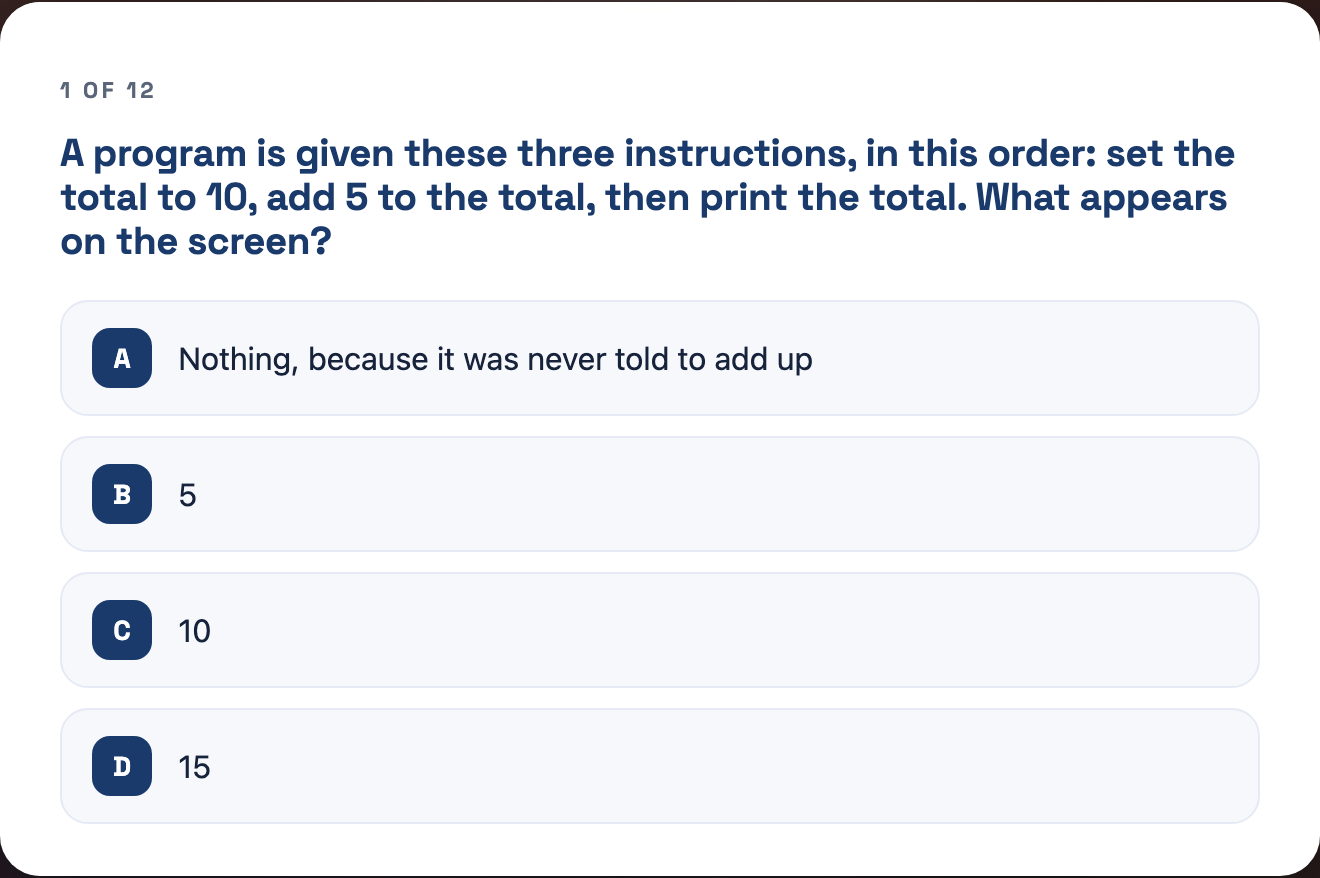 1 OF 12
A program is given these three instructions, in this order: set the
total to 10, add 5 to the total, then print the total. What appears
on the screen?
A Nothing, because it was never told to add up
B 5
C 10
D 15